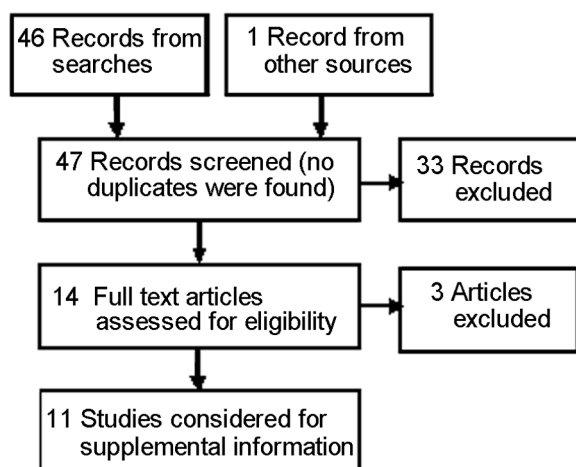 46 Records from
searches
1 Record from
other sources
47 Records screened (no
duplicates were found)
33 Records
excluded
14 Full text articles
assessed for eligibility
3 Articles
excluded
11 Studies considered for
supplemental information